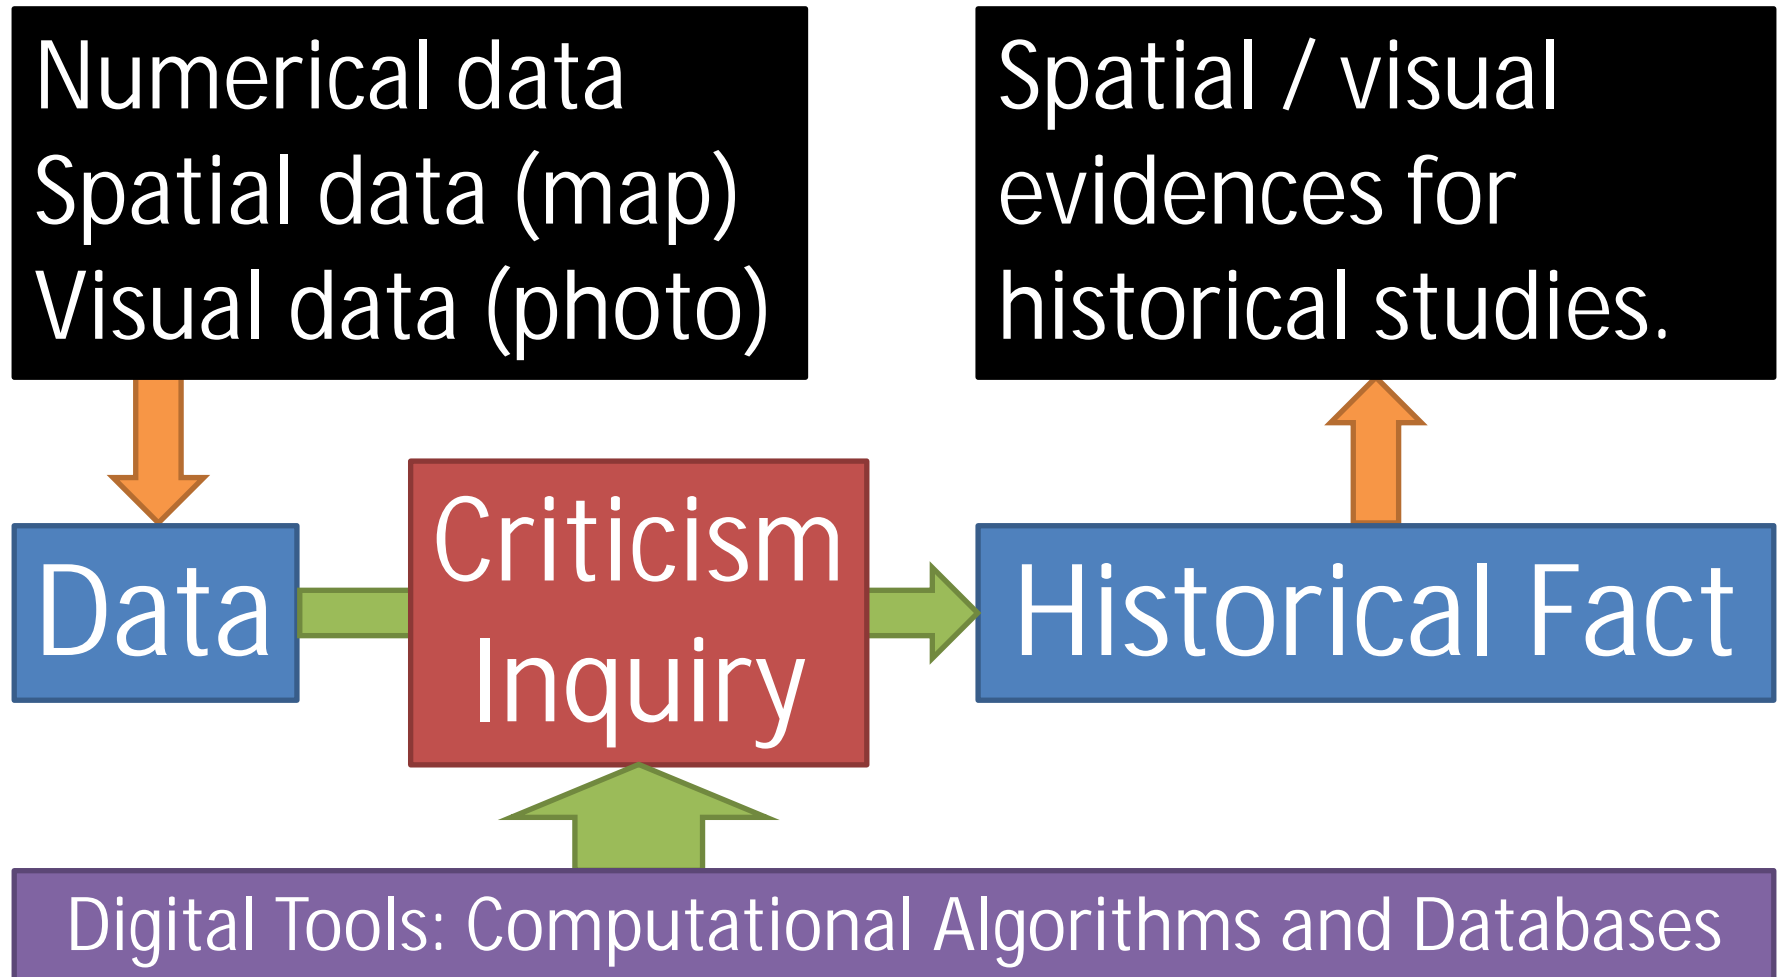 Numerical data
Spatial data (map)
Visual data (photo)
Spatial / visual
evidences for
historical studies.
Data
Criticism
Inquiry
Historical Fact
Digital Tools: Computational Algorithms and Databases